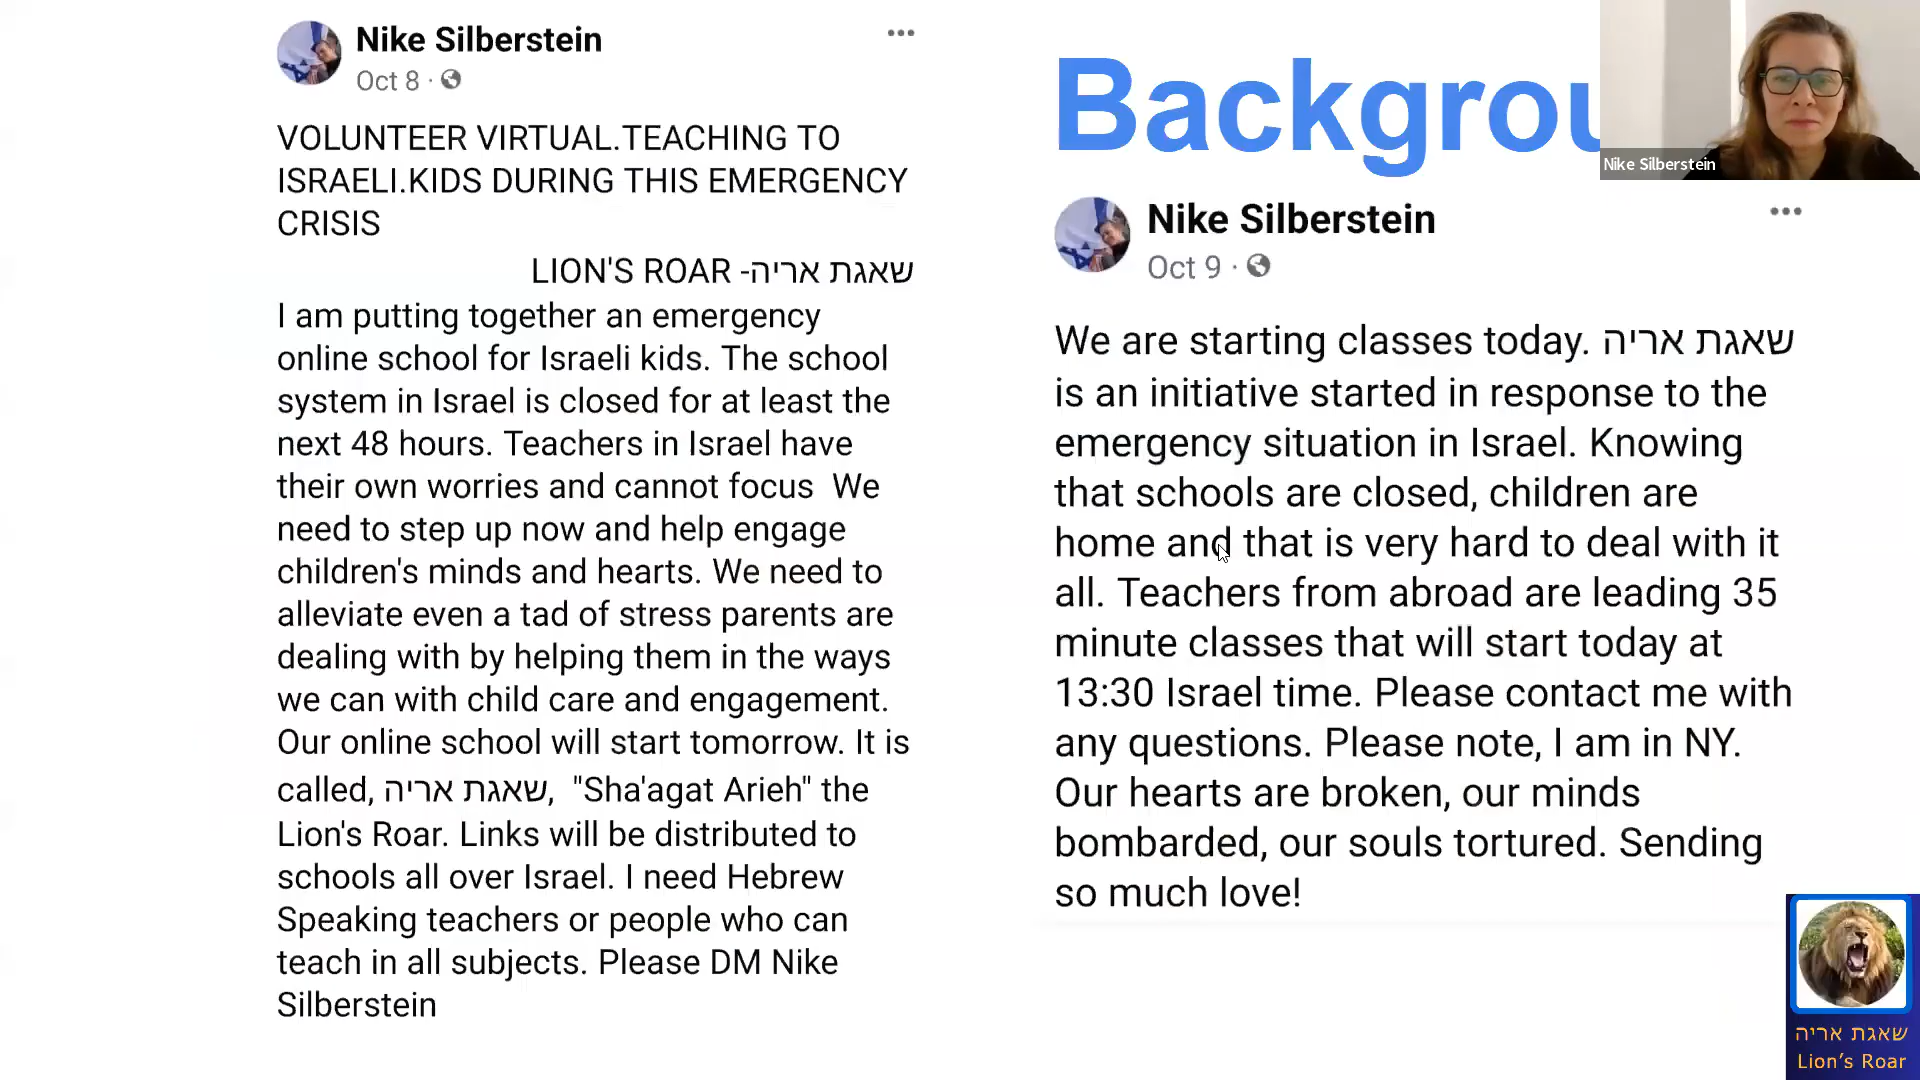 Nike Silberstein
Oct 8 ·
VOLUNTEER VIRTUAL.TEACHING TO
ISRAELI.KIDS DURING THIS EMERGENCY
CRISIS
LION'S ROAR -שאגת אריה
I am putting together an emergency
online school for Israeli kids. The school
system in Israel is closed for at least the
next 48 hours. Teachers in Israel have
their own worries and cannot focus  We
need to step up now and help engage
children's minds and hearts. We need to
alleviate even a tad of stress parents are
dealing with by helping them in the ways
we can with child care and engagement.
Our online school will start tomorrow. It is
called, שאגת אריה,  "Sha'agat Arieh" the
Lion's Roar. Links will be distributed to
schools all over Israel. I need Hebrew
Speaking teachers or people who can
teach in all subjects. Please DM Nike
Silberstein
Backgrou
Nike Silberstein
Nike Silberstein
Oct 9 ·
We are starting classes today. שאגת אריה
is an initiative started in response to the
emergency situation in Israel. Knowing
that schools are closed, children are
home and that is very hard to deal with it
all. Teachers from abroad are leading 35
minute classes that will start today at
13:30 Israel time. Please contact me with
any questions. Please note, I am in NY.
Our hearts are broken, our minds
bombarded, our souls tortured. Sending
so much love!
שאגת אריה
Lion's Roar